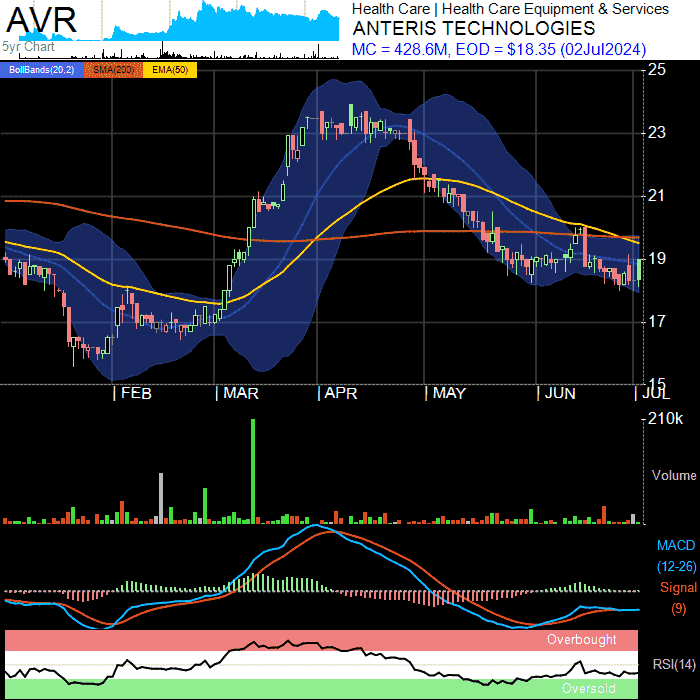 AVR
5yr Chart
Health Care | Health Care Equipment & Services
ANTERIS TECHNOLOGIES
MC = 428.6M, EOD = $18.35 (02Jul2024)
BollBands(20,2) SMA(200) EMA(50)
25
23
21
19
17
15
FEB MAR APR MAY JUN JUL
210k
Volume
MACD
(12-26)
Signal
(9)
Overbought
RSI(14)
Oversold